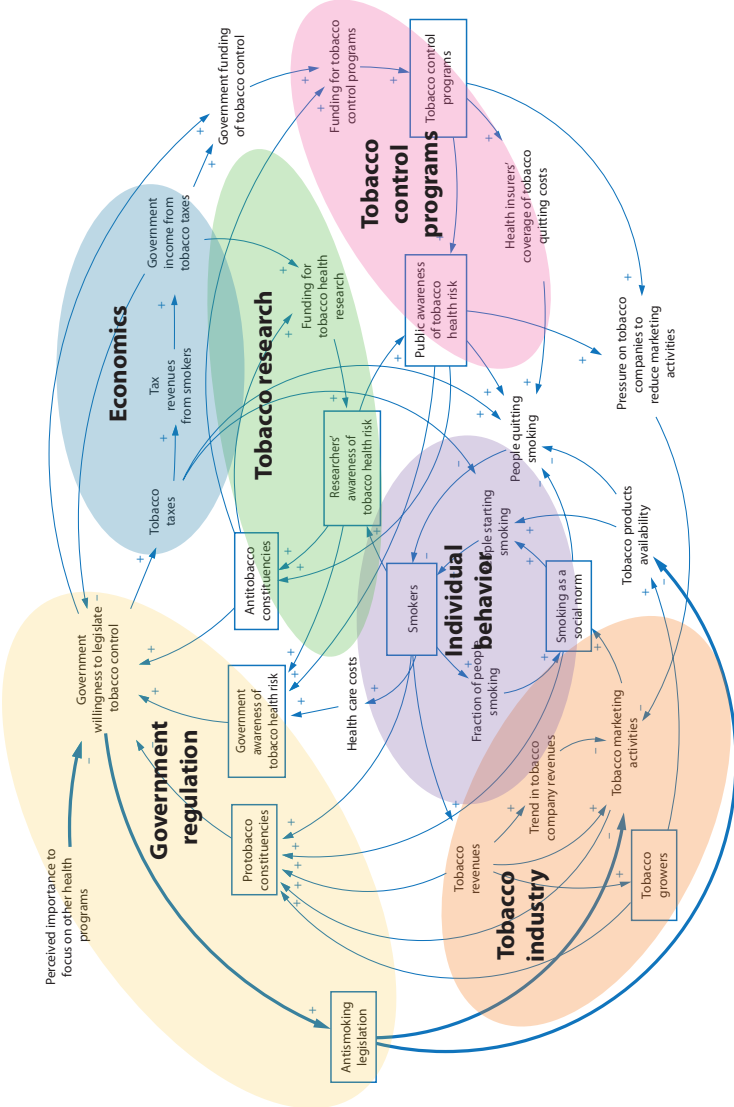 Perceived importance to
focus on other health
programs
Government
willingness to legislate
tobacco control
Government funding
of tobacco control
Economics
Tobacco
taxes
Tax
revenues
from smokers
Government
income from
tobacco taxes
Government
regulation
Protobacco
constituencies
Government
awareness of
tobacco health risk
Antitobacco
constituencies
Antismoking
legislation
Tobacco research
Funding for
tobacco health
research
Researchers'
awareness of
tobacco health risk
Funding for tobacco
control programs
Tobacco control
programs
Tobacco
control
programs
Public awareness
of tobacco
health risk
Health insurers'
coverage of tobacco
quitting costs
Health care costs
Smokers
Individual
behavior
Fraction of people
smoking
People starting
smoking
People quitting
smoking
Smoking as a
social norm
Tobacco
revenues
Trend in tobacco
company revenues
Tobacco
industry
Tobacco marketing
activities
Tobacco
growers
Tobacco products
availability
Pressure on tobacco
companies to
reduce marketing
activities